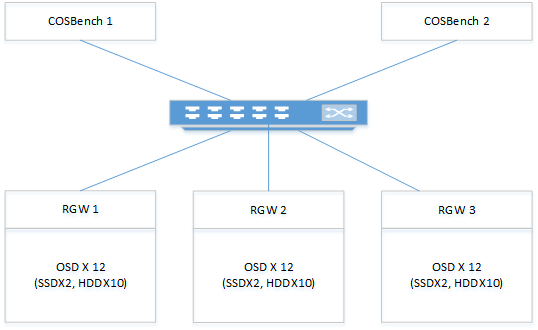 COSBench 1
COSBench 2
RGW 1
RGW 2
RGW 3
OSD X 12
(SSDX2, HDDX10)
OSD X 12
(SSDX2, HDDX10)
OSD X 12
(SSDX2, HDDX10)